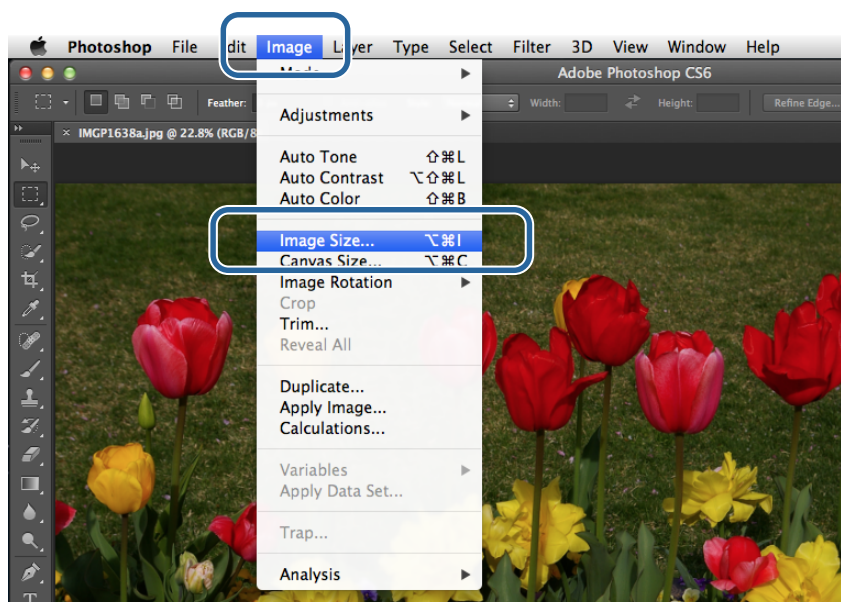 Photoshop File Edit Image Layer Type Select Filter 3D View Window Help
Adobe Photoshop CS6
Feather: Width: Height: Refine Edge...
× IMGP1638a.jpg @ 22.8% (RGB/8
Mode
Adjustments
Auto Tone ⇧⌘L
Auto Contrast ⌥⇧⌘L
Auto Color ⇧⌘B
Image Size... ⌥⌘I
Canvas Size... ⌥⌘C
Image Rotation
Crop
Trim...
Reveal All
Duplicate...
Apply Image...
Calculations...
Variables
Apply Data Set...
Trap...
Analysis
T